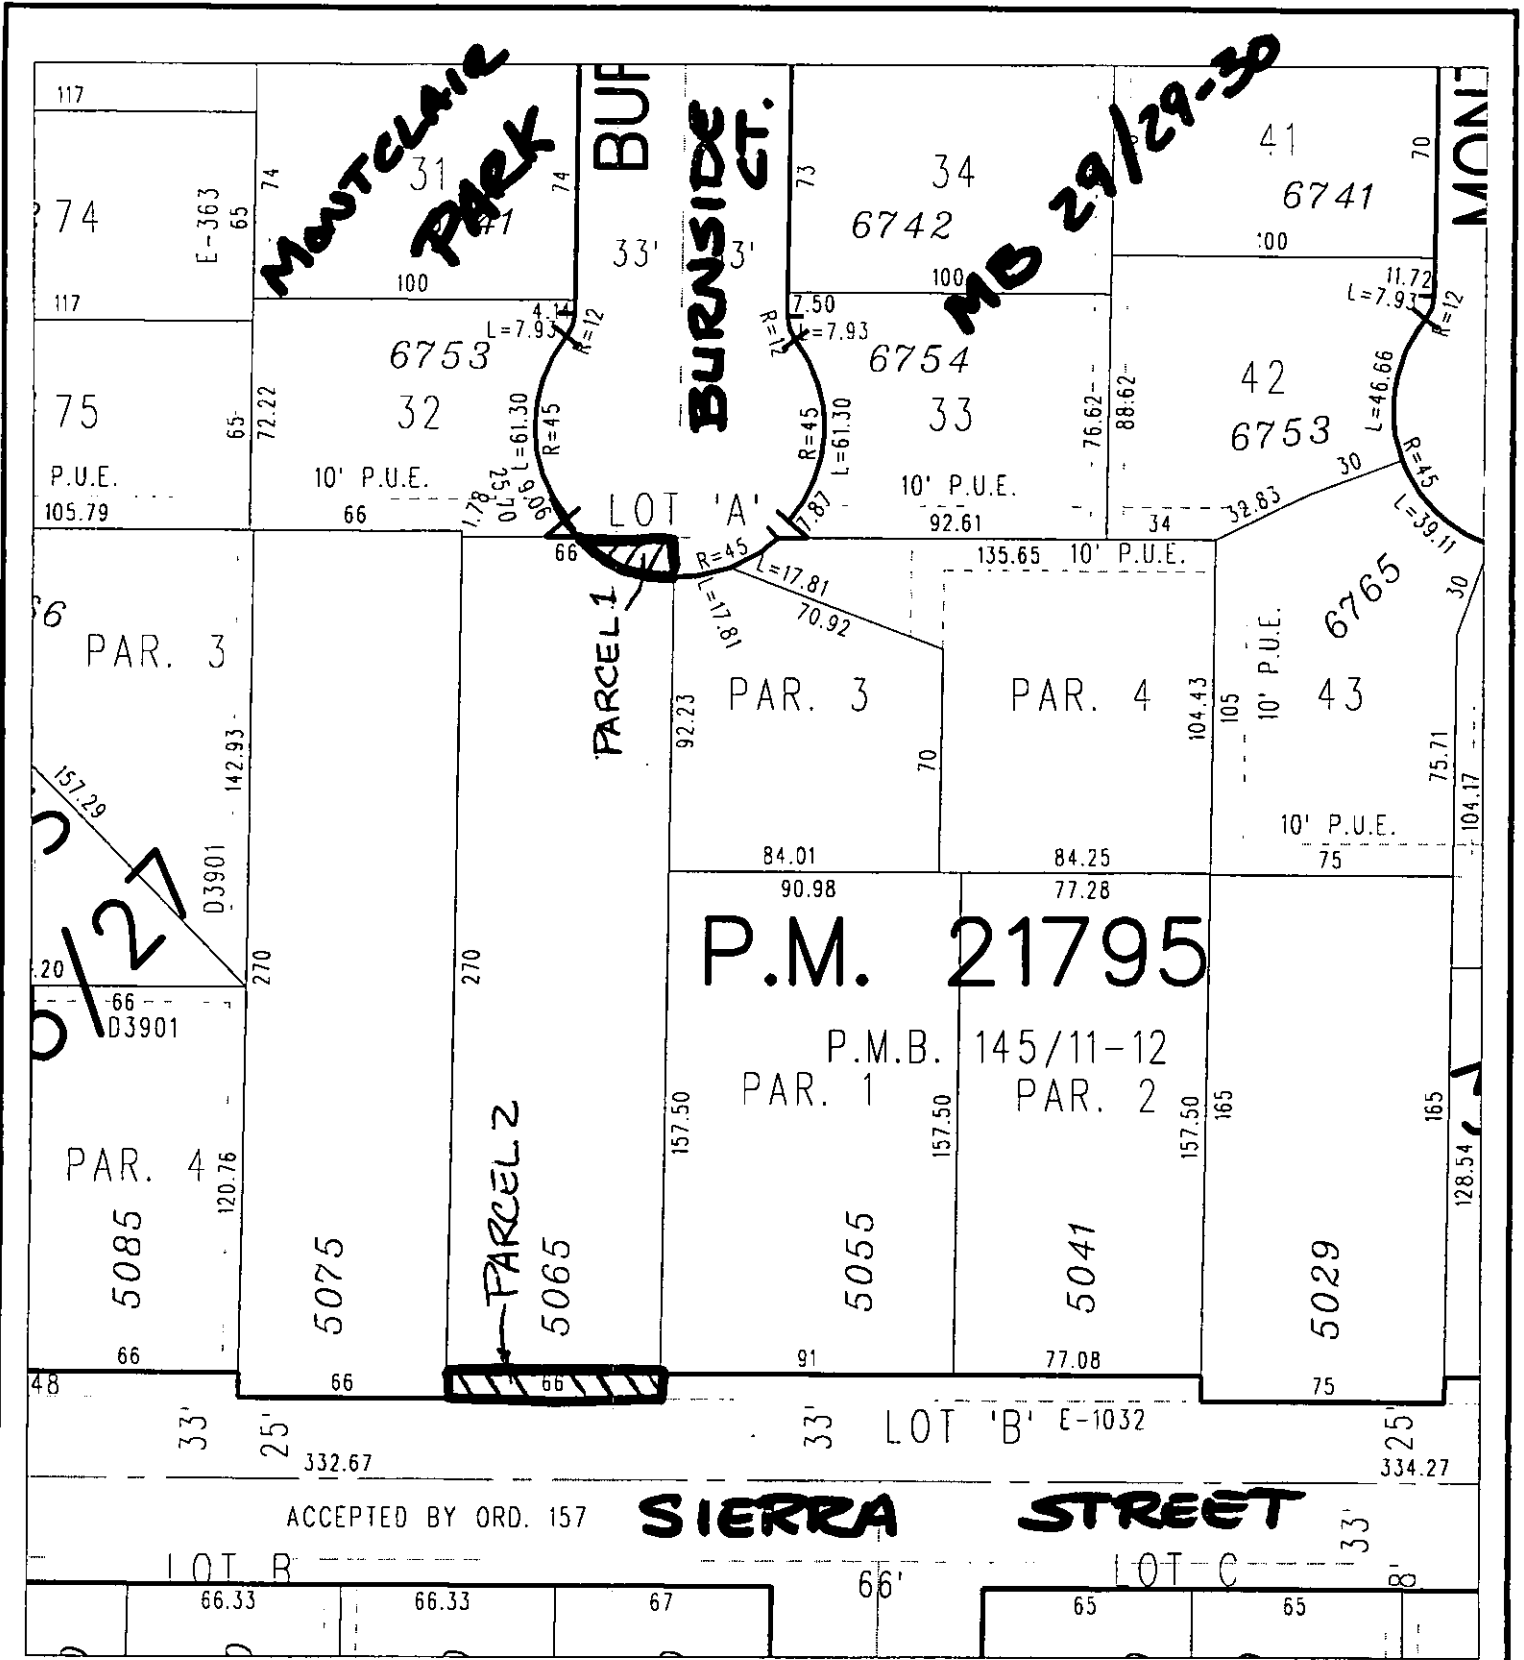 117
74
E-363
65
117
75
65
P.U.E.
105.79
MONTCLAIR
PARK
74
31
74
100
4.11
L=7.93
R=12
6753
32
72.22
L=61.30
R=45
10' P.U.E.
66
1.78
BURNSIDE
CT.
33'
LOT 'A'
73
34
6742
100
7.50
L=7.93
6754
33
R=45
L=61.30
76.62
10' P.U.E.
7.87
92.61
MB 29/29-30
41
6741
70
100
11.72
L=7.93
R=12
88.62
42
6753
L=46.66
R=45
30
32.83
34
L=39.11
66
R=45
L=17.81
L=17.81
70.92
135.65 10' P.U.E.
PARCEL 1
PAR. 3
142.93
157.29
D3901
270
270
92.23
PAR. 3
70
84.01
PAR. 4
104.43
84.25
105
10' P.U.E.
6765
43
30
75.71
104.17
10' P.U.E.
75
90.98
77.28
P.M. 21795
P.M.B. 145/11-12
PAR. 1
PAR. 2
/27
.20
66
D3901
PAR. 4
120.76
5085
66
5075
66
PARCEL 2
5065
66
157.50
5055
91
157.50
5041
77.08
157.50
165
5029
75
165
128.54
48
33'
25'
332.67
33'
LOT 'B' E-1032
25'
334.27
ACCEPTED BY ORD. 157
SIERRA STREET
33'
LOT B
66'
LOT C
8'
66.33
66.33
67
65
65